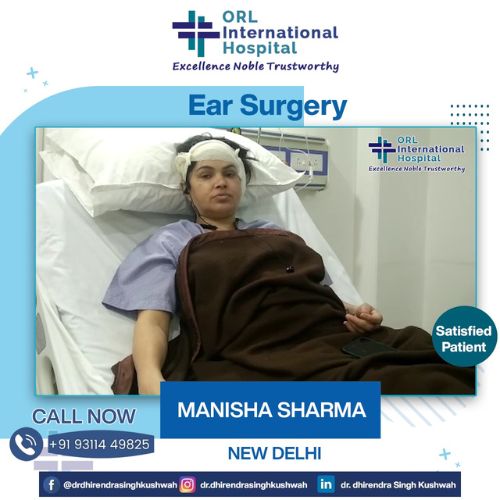 ORL
International
Hospital
Excellence Noble Trustworthy
Ear Surgery
ORL
International
Hospital
Excellence Noble Trustworthy
Satisfied
Patient
MANISHA SHARMA
CALL NOW
+91 93114 49825
NEW DELHI
@drdhirendrasinghkushwah
dr.dhirendrasinghkushwah
dr. dhirendra Singh Kushwah